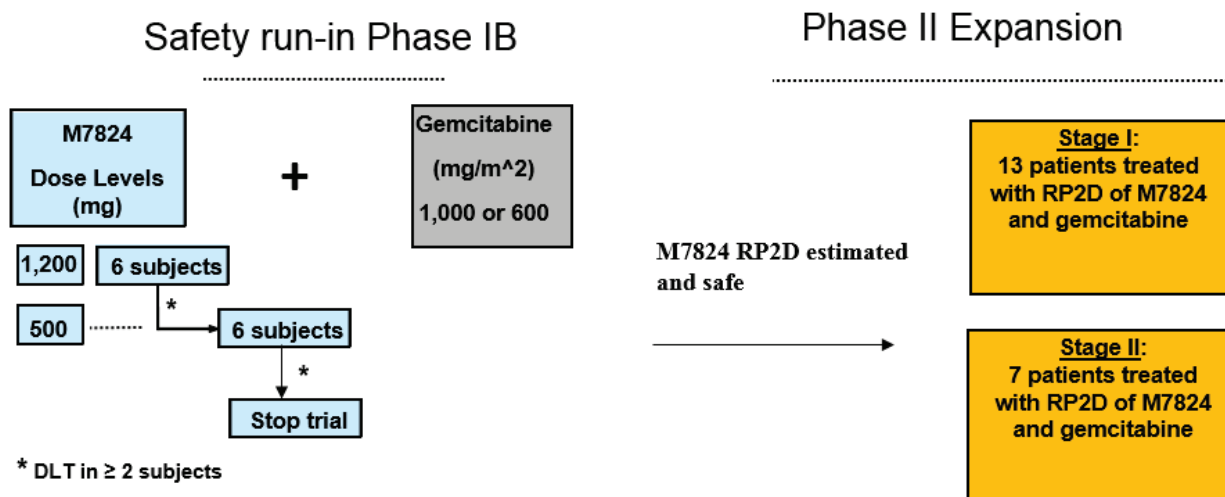 Safety run-in Phase IB
Phase II Expansion
M7824
Dose Levels
(mg)
+
Gemcitabine
(mg/m^2)
1,000 or 600
1,200
6 subjects
*
500
6 subjects
*
Stop trial
* DLT in ≥ 2 subjects
M7824 RP2D estimated
and safe
Stage I:
13 patients treated
with RP2D of M7824
and gemcitabine
Stage II:
7 patients treated
with RP2D of M7824
and gemcitabine